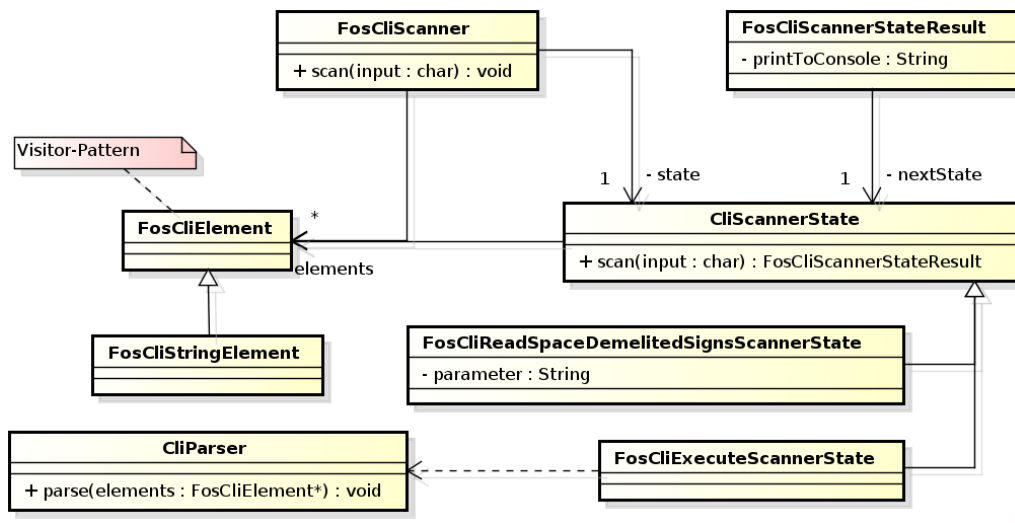 FosCliScanner
+ scan(input : char) : void
FosCliScannerStateResult
- printToConsole : String
Visitor-Pattern
1
- state
1
- nextState
FosCliElement
*
elements
CliScannerState
+ scan(input : char) : FosCliScannerStateResult
FosCliStringElement
FosCliReadSpaceDemelitedSignsScannerState
- parameter : String
CliParser
+ parse(elements : FosCliElement*) : void
FosCliExecuteScannerState